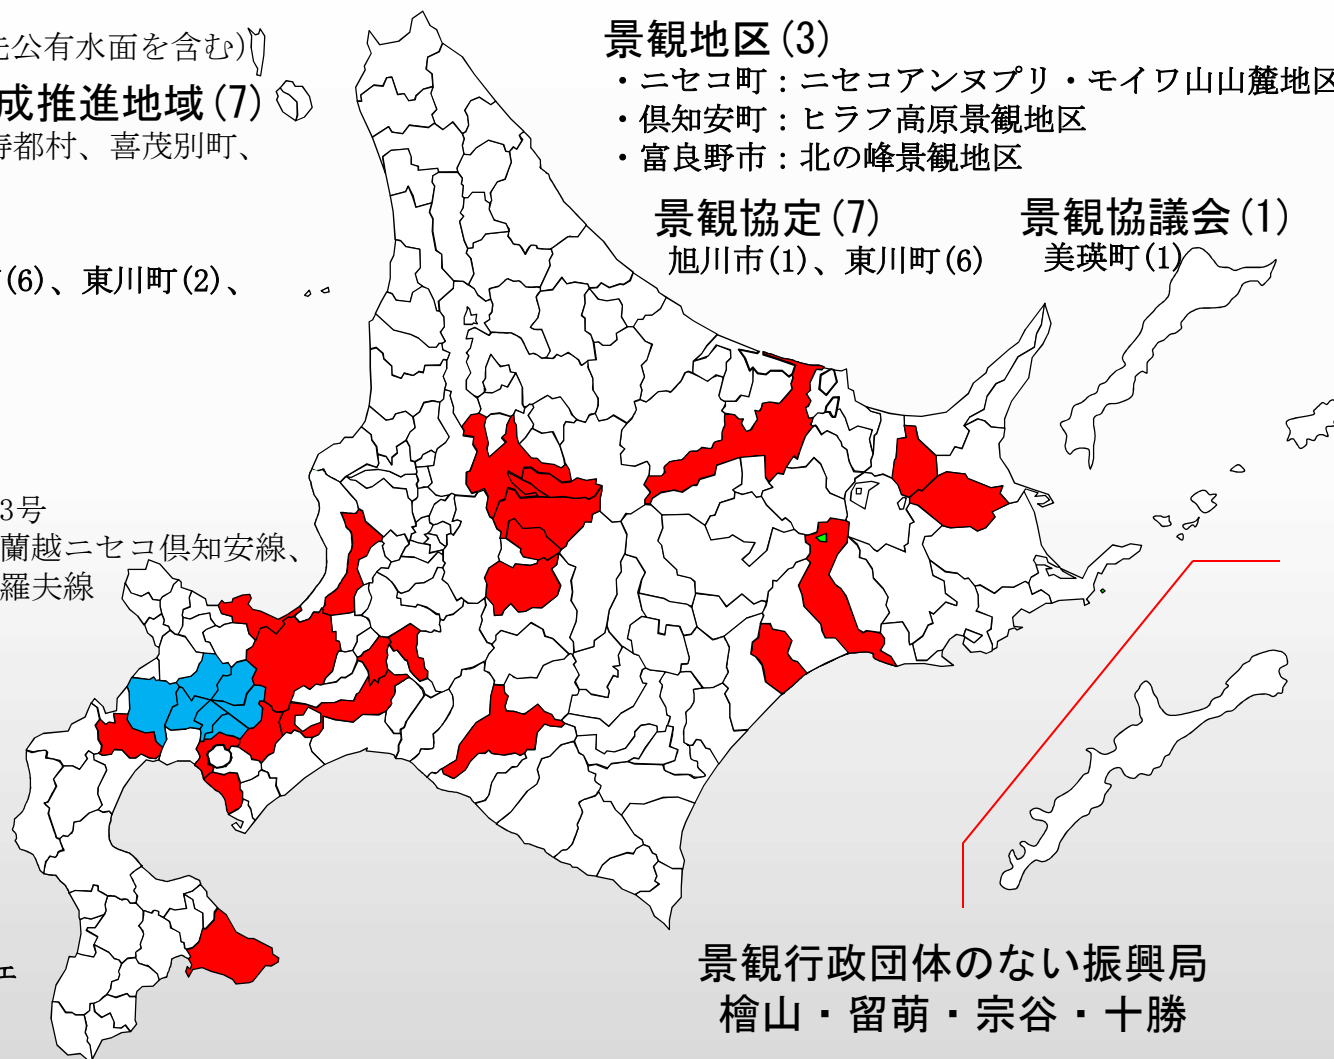 先公有水面を含む)
成推進地域(7)
寿都村、喜茂別町、
(6)、東川町(2)、
3号
蘭越ニセコ倶知安線、
羅夫線
景観地区(3)
・ニセコ町：ニセコアンヌプリ・モイワ山山麓地区
・倶知安町：ヒラフ高原景観地区
・富良野市：北の峰景観地区
景観協定(7)
旭川市(1)、東川町(6)
景観協議会(1)
美瑛町(1)
エ
景観行政団体のない振興局
檜山・留萌・宗谷・十勝